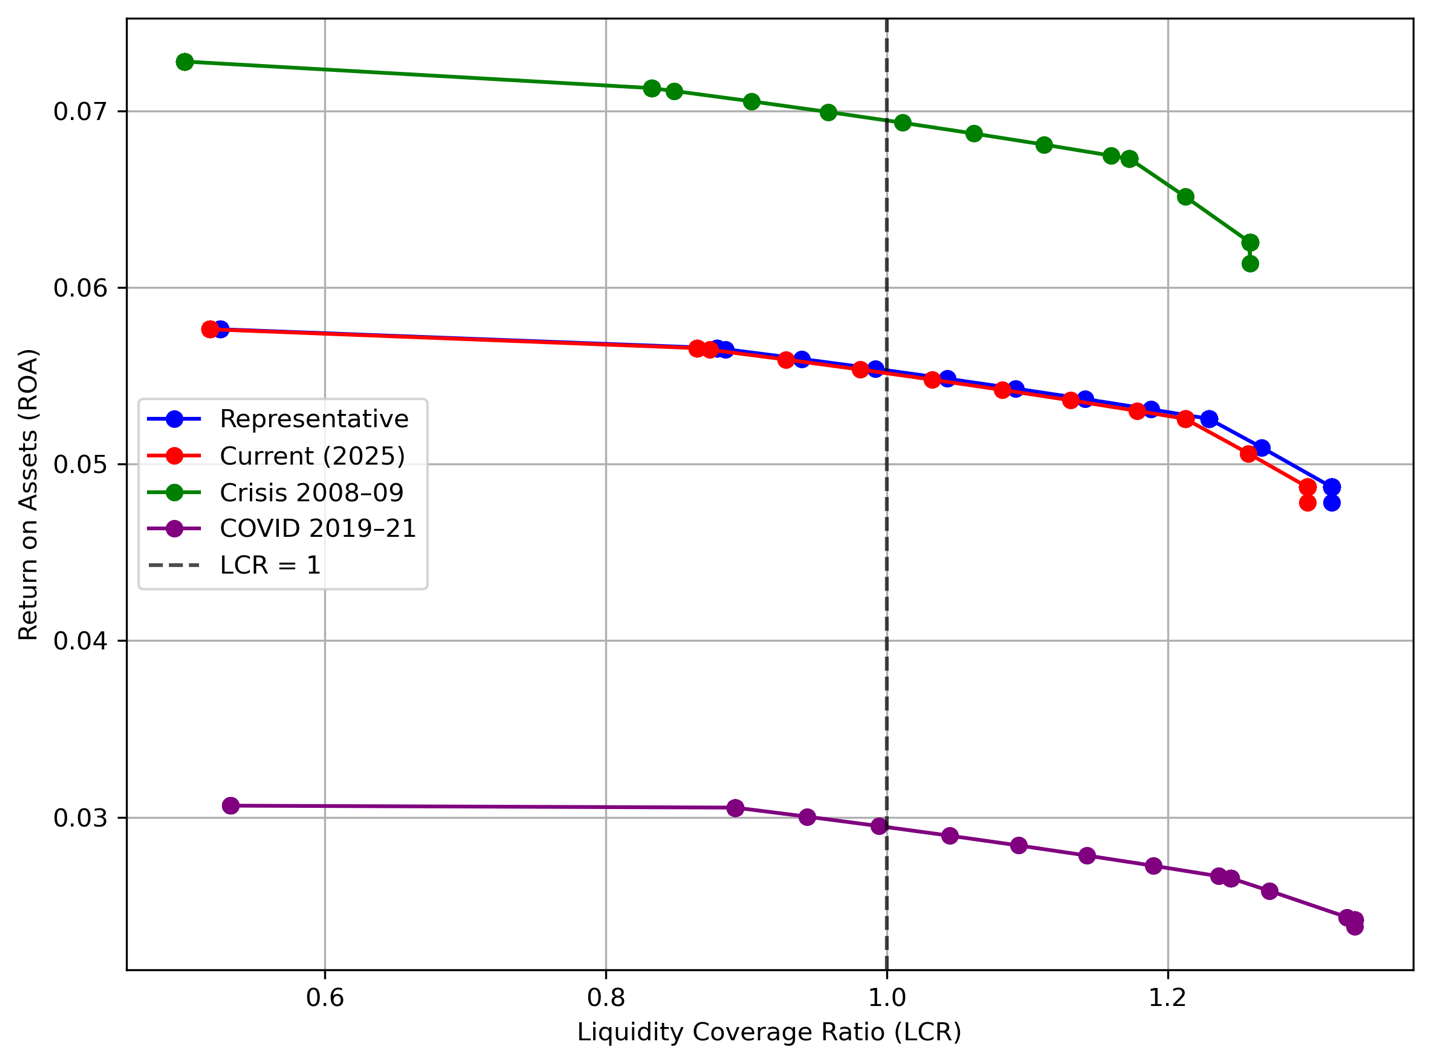 0.07
0.06
0.05
0.04
0.03
Return on Assets (ROA)
Representative
Current (2025)
Crisis 2008–09
COVID 2019–21
LCR = 1
0.6
0.8
1.0
1.2
Liquidity Coverage Ratio (LCR)